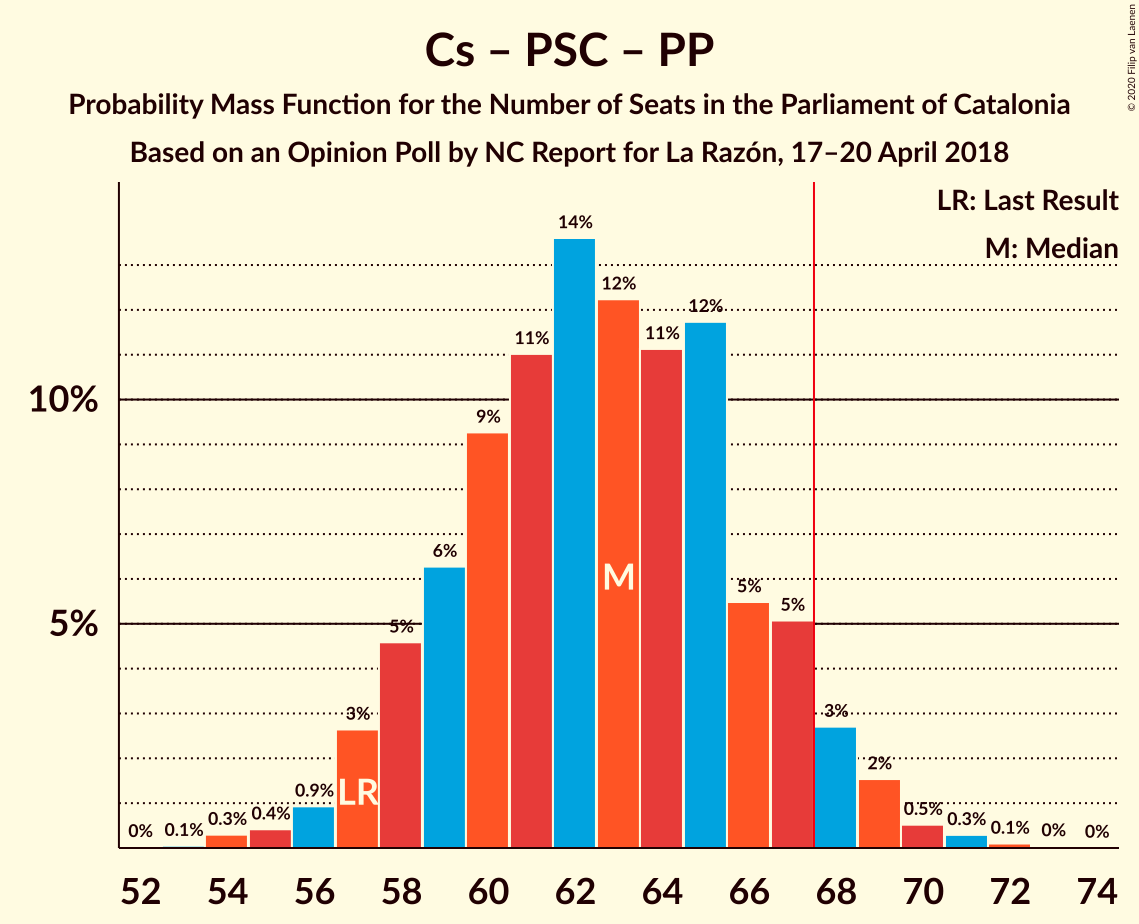 Cs – PSC – PP
Probability Mass Function for the Number of Seats in the Parliament of Catalonia
Based on an Opinion Poll by NC Report for La Razón, 17–20 April 2018
© 2020 Filip van Laenen
LR: Last Result
M: Median
10%
5%
0%
0.1%
0.3%
0.4%
0.9%
3%
5%
6%
9%
11%
14%
12%
11%
12%
5%
5%
3%
2%
0.5%
0.3%
0.1%
0%
0%
LR
M
52 54 56 58 60 62 64 66 68 70 72 74